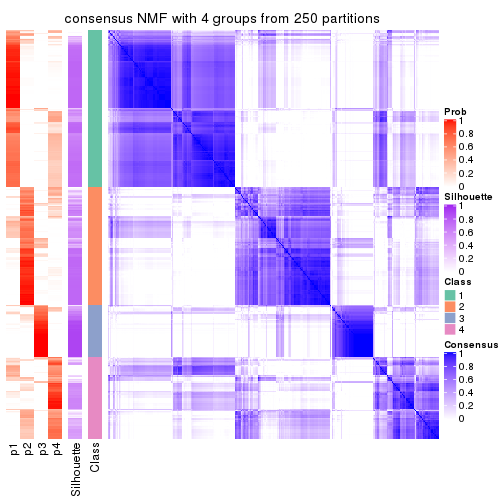 consensus NMF with 4 groups from 250 partitions
Prob
1
0.8
0.6
0.4
0.2
0
Silhouette
1
0.8
0.6
0.4
0.2
0
Class
1
2
3
4
Consensus
1
0.8
0.6
0.4
0.2
0
p1
p2
p3
p4
Silhouette
Class